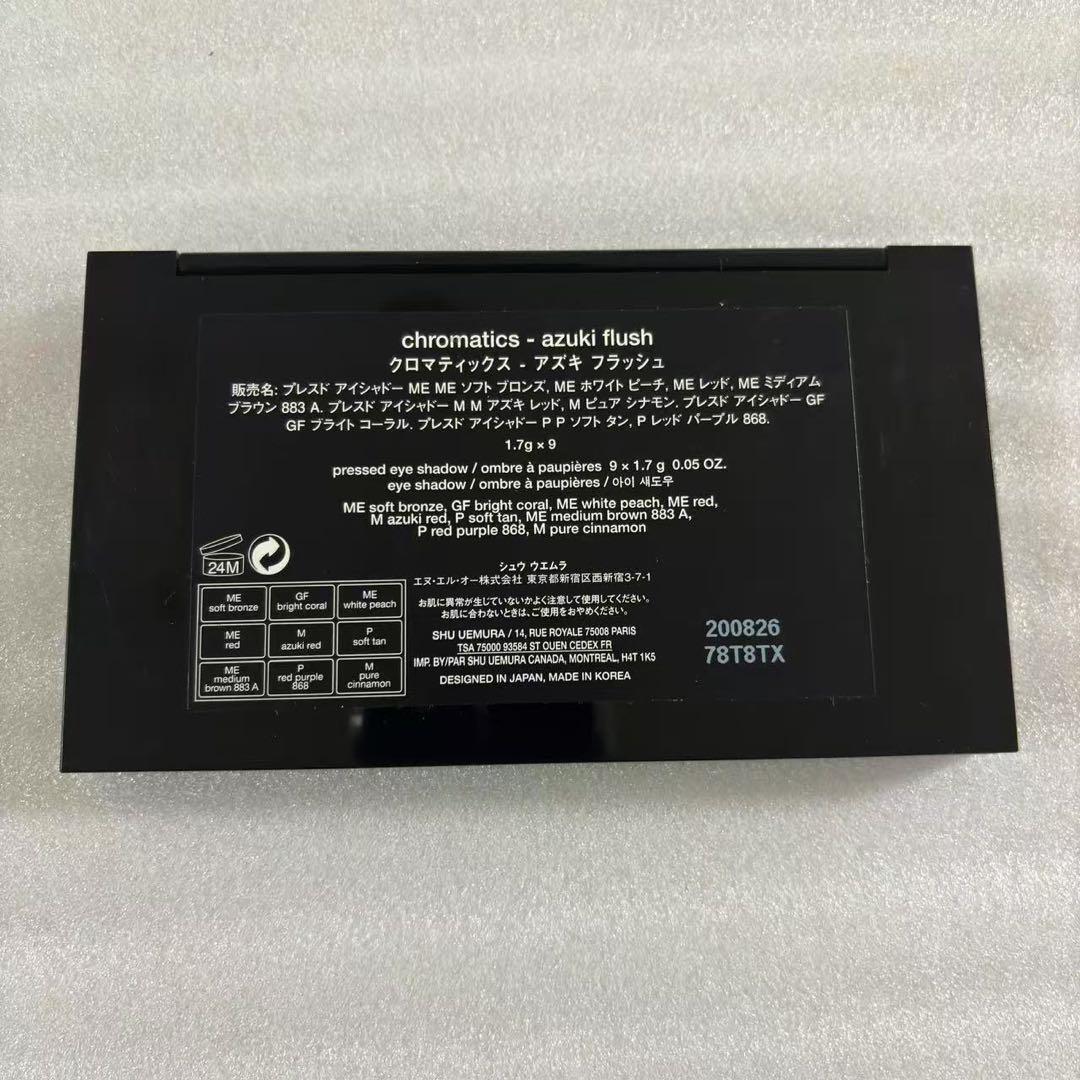 chromatics - azuki flush
クロマティックス - アズキ フラッシュ
販売名: プレスド アイシャドー ME ME ソフト ブロンズ, ME ホワイト ピーチ, ME レッド, ME ミディアム
ブラウン 883 A. プレスド アイシャドー M M アズキ レッド, M ピュア シナモン. プレスド アイシャドー GF
GF ブライト コーラル. プレスド アイシャドー P P ソフト タン, P レッド パープル 868.
1.7g × 9
pressed eye shadow / ombre à paupières 9 × 1.7 g 0.05 OZ.
eye shadow / ombre à paupières / 아이 섀도우
ME soft bronze, GF bright coral, ME white peach, ME red,
M azuki red, P soft tan, ME medium brown 883 A,
P red purple 868, M pure cinnamon
24M
ME
soft bronze
GF
bright coral
ME
white peach
ME
red
M
azuki red
P
soft tan
ME
medium
brown 883 A
P
red purple
868
M
pure
cinnamon
シュウ ウエムラ
エヌ・エル・オー株式会社 東京都新宿区西新宿3-7-1
お肌に異常が生じていないかよく注意して使用してください。
お肌に合わないときは、ご使用をおやめください。
SHU UEMURA / 14, RUE ROYALE 75008 PARIS
TSA 75000 93584 ST OUEN CEDEX FR
IMP. BY/PAR SHU UEMURA CANADA, MONTREAL, H4T 1K5
DESIGNED IN JAPAN, MADE IN KOREA
200826
78T8TX